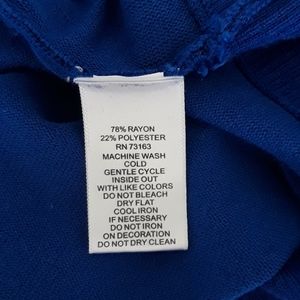 78% RAYON
22% POLYESTER
RN 73163
MACHINE WASH
COLD
GENTLE CYCLE
INSIDE OUT
WITH LIKE COLORS
DO NOT BLEACH
DRY FLAT
COOL IRON
IF NECESSARY
DO NOT IRON
ON DECORATION
DO NOT DRY CLEAN